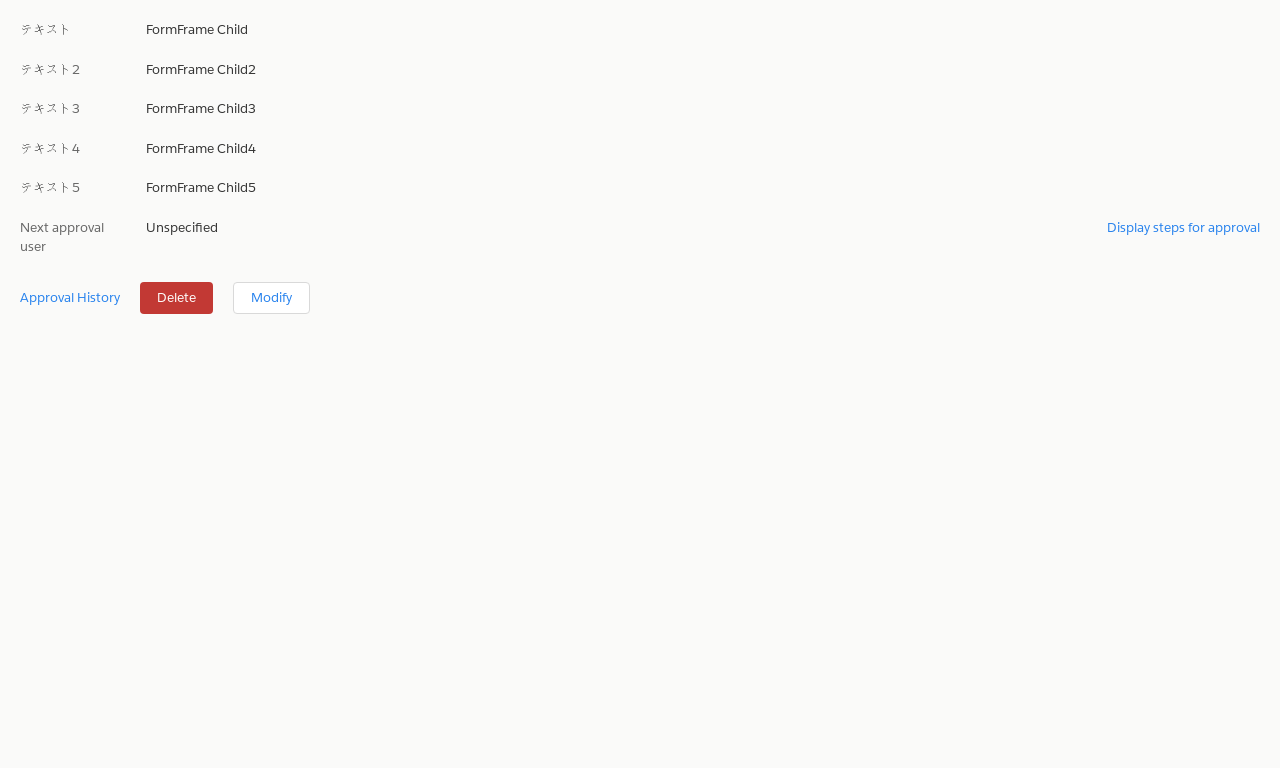 テキスト FormFrame Child
テキスト2 FormFrame Child2
テキスト3 FormFrame Child3
テキスト4 FormFrame Child4
テキスト5 FormFrame Child5
Next approval user Unspecified Display steps for approval
Approval History Delete Modify